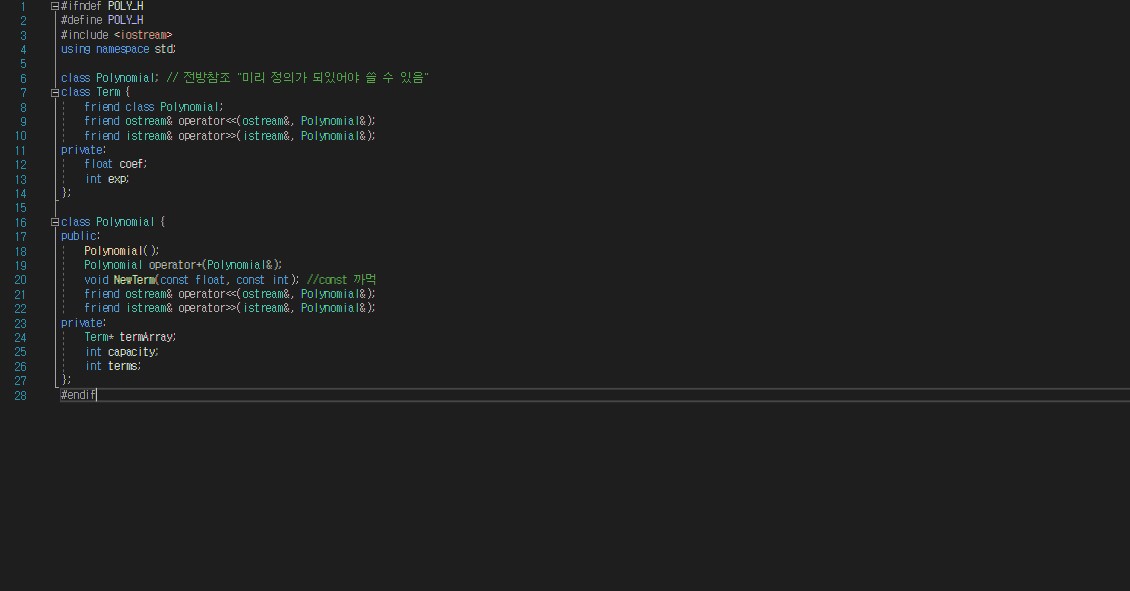 1 #ifndef POLY_H
2 #define POLY_H
3 #include <iostream>
4 using namespace std;
5
6 class Polynomial; // 전방참조 "미리 정의가 되있어야 쓸 수 있음"
7 class Term {
8 friend class Polynomial;
9 friend ostream& operator<<(ostream&, Polynomial&);
10 friend istream& operator>>(istream&, Polynomial&);
11 private:
12 float coef;
13 int exp;
14 };
15
16 class Polynomial {
17 public:
18 Polynomial();
19 Polynomial operator+(Polynomial&);
20 void NewTerm(const float, const int); //const 까먹
21 friend ostream& operator<<(ostream&, Polynomial&);
22 friend istream& operator>>(istream&, Polynomial&);
23 private:
24 Term* termArray;
25 int capacity;
26 int terms;
27 };
28 #endif